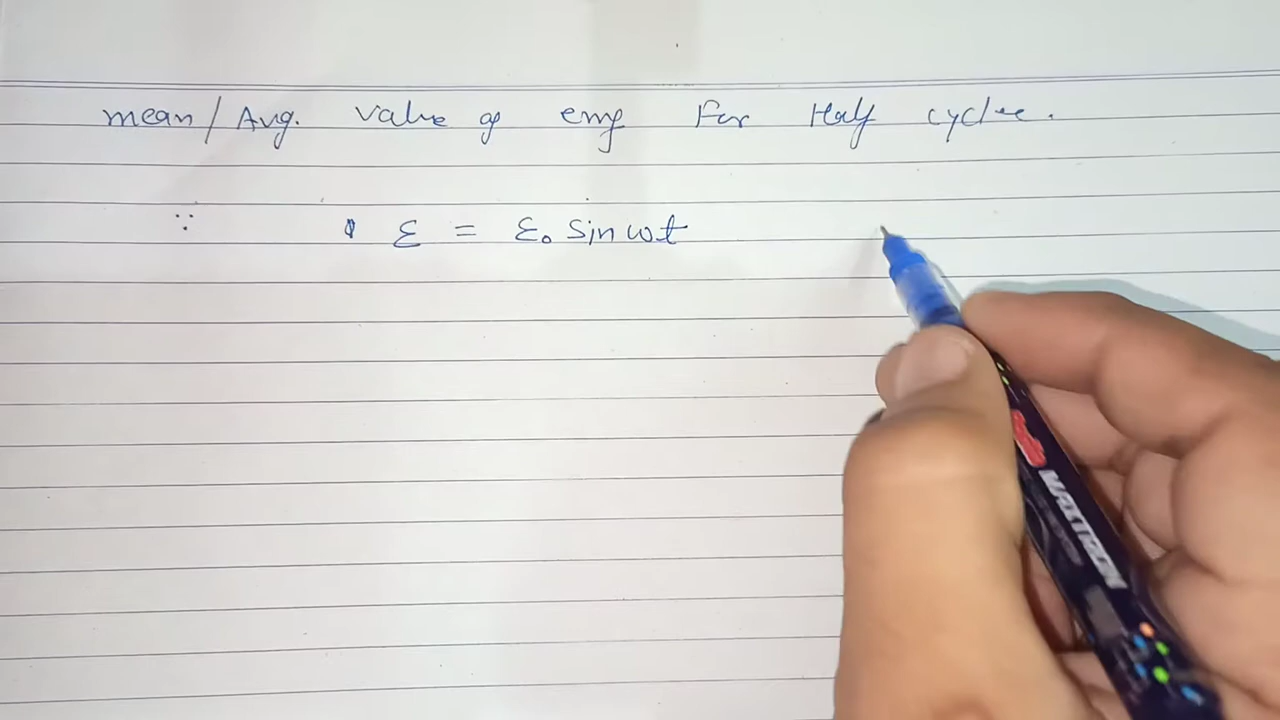 mean / Avg. value of emf For Half cycle.
∵ ε = ε₀ sin ωt